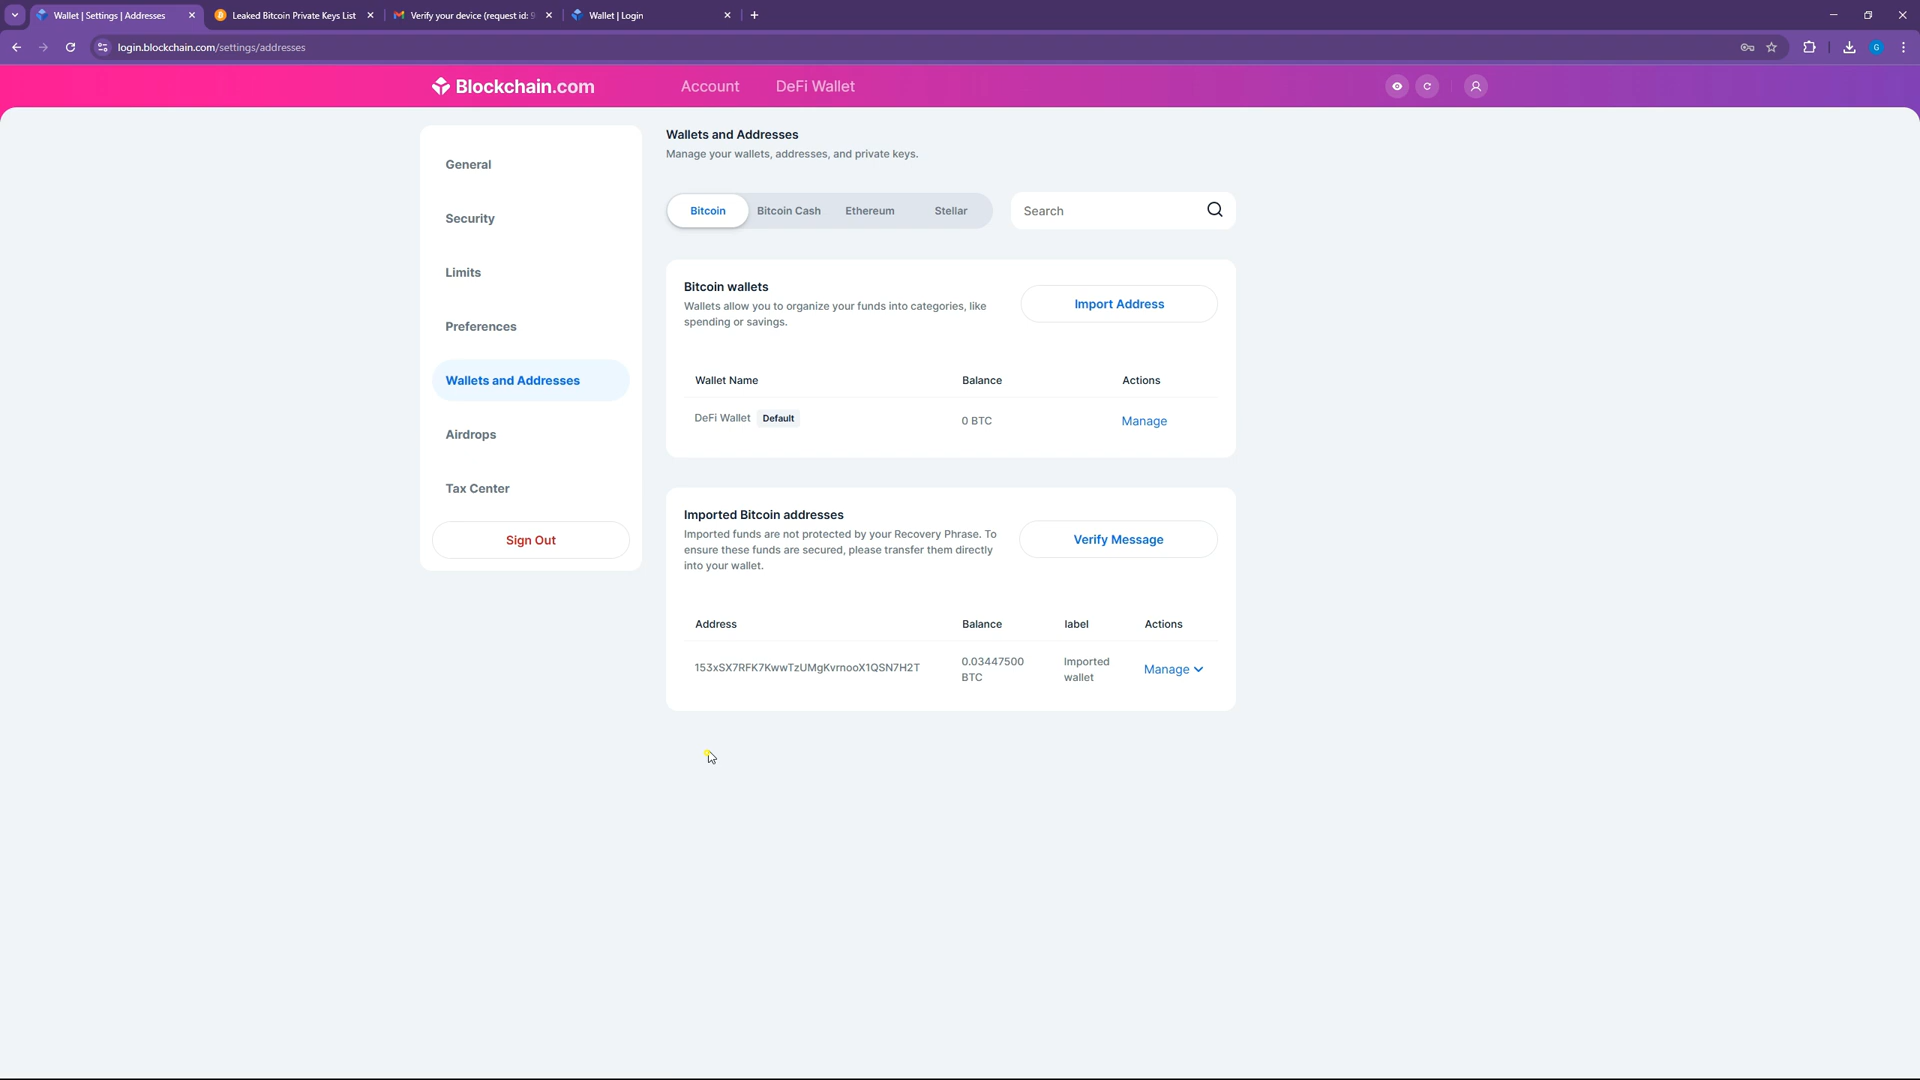 Wallet | Settings | Addresses
Leaked Bitcoin Private Keys List
Verify your device (request id: 9
Wallet | Login
login.blockchain.com/settings/addresses
G
Blockchain.com
Account
DeFi Wallet
Wallets and Addresses
Manage your wallets, addresses, and private keys.
General
Security
Limits
Preferences
Wallets and Addresses
Airdrops
Tax Center
Sign Out
Bitcoin
Bitcoin Cash
Ethereum
Stellar
Search
Bitcoin wallets
Wallets allow you to organize your funds into categories, like
spending or savings.
Import Address
Wallet Name
Balance
Actions
DeFi Wallet
Default
0 BTC
Manage
Imported Bitcoin addresses
Imported funds are not protected by your Recovery Phrase. To
ensure these funds are secured, please transfer them directly
into your wallet.
Verify Message
Address
Balance
label
Actions
153xSX7RFK7KwwTzUMgKvrnooX1QSN7H2T
0.03447500
BTC
Imported
wallet
Manage